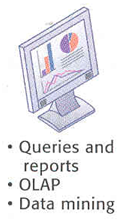 • Queries and
reports
• OLAP
• Data mining